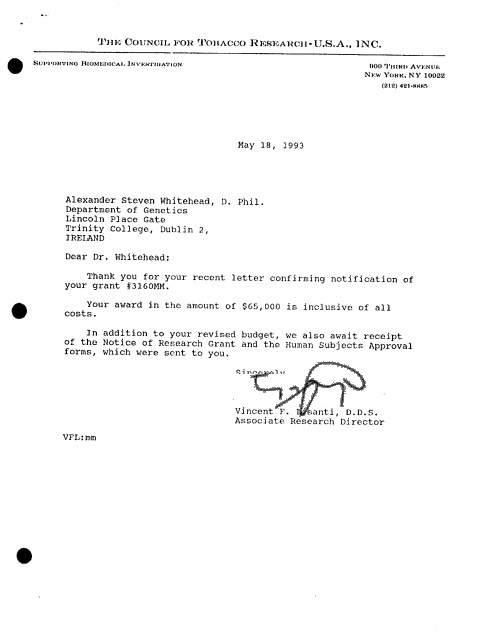 THE COUNCIL FOR TOBACCO RESEARCH-U.S.A., INC.
SUPPORTING BIOMEDICAL INVESTIGATION
900 THIRD AVENUE
NEW YORK, NY 10022
(212) 421-8885
May 18, 1993
Alexander Steven Whitehead, D. Phil.
Department of Genetics
Lincoln Place Gate
Trinity College, Dublin 2,
IRELAND
Dear Dr. Whitehead:
Thank you for your recent letter confirming notification of
your grant #3160MM.
Your award in the amount of $65,000 is inclusive of all
costs.
In addition to your revised budget, we also await receipt
of the Notice of Research Grant and the Human Subjects Approval
forms, which were sent to you.
Sincerely
Vincent F. Lisanti, D.D.S.
Associate Research Director
VFL:mm